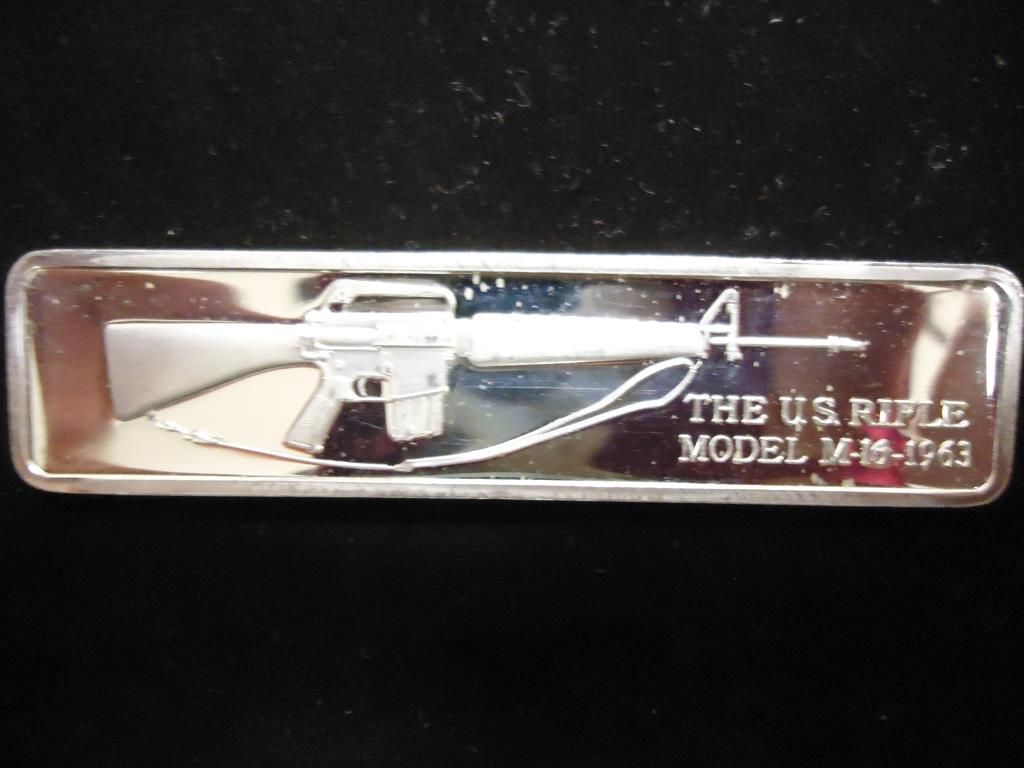 THE U.S. RIFLE
MODEL M-16-1963